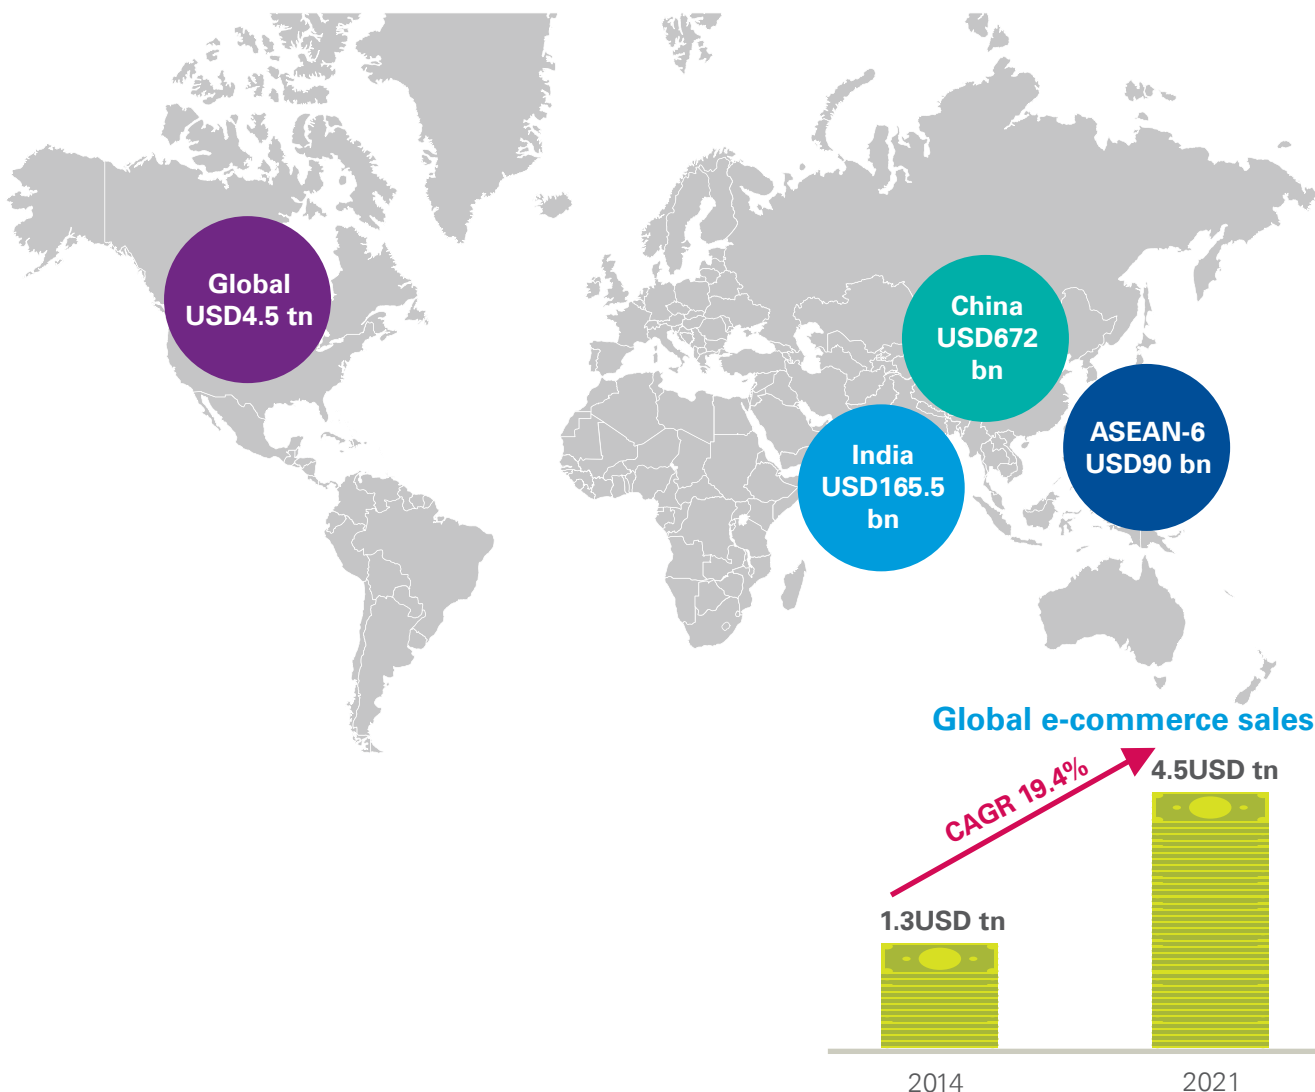 Global
USD4.5 tn
China
USD672
bn
ASEAN-6
USD90 bn
India
USD165.5
bn
Global e-commerce sales
CAGR 19.4%
4.5USD tn
1.3USD tn
2014
2021